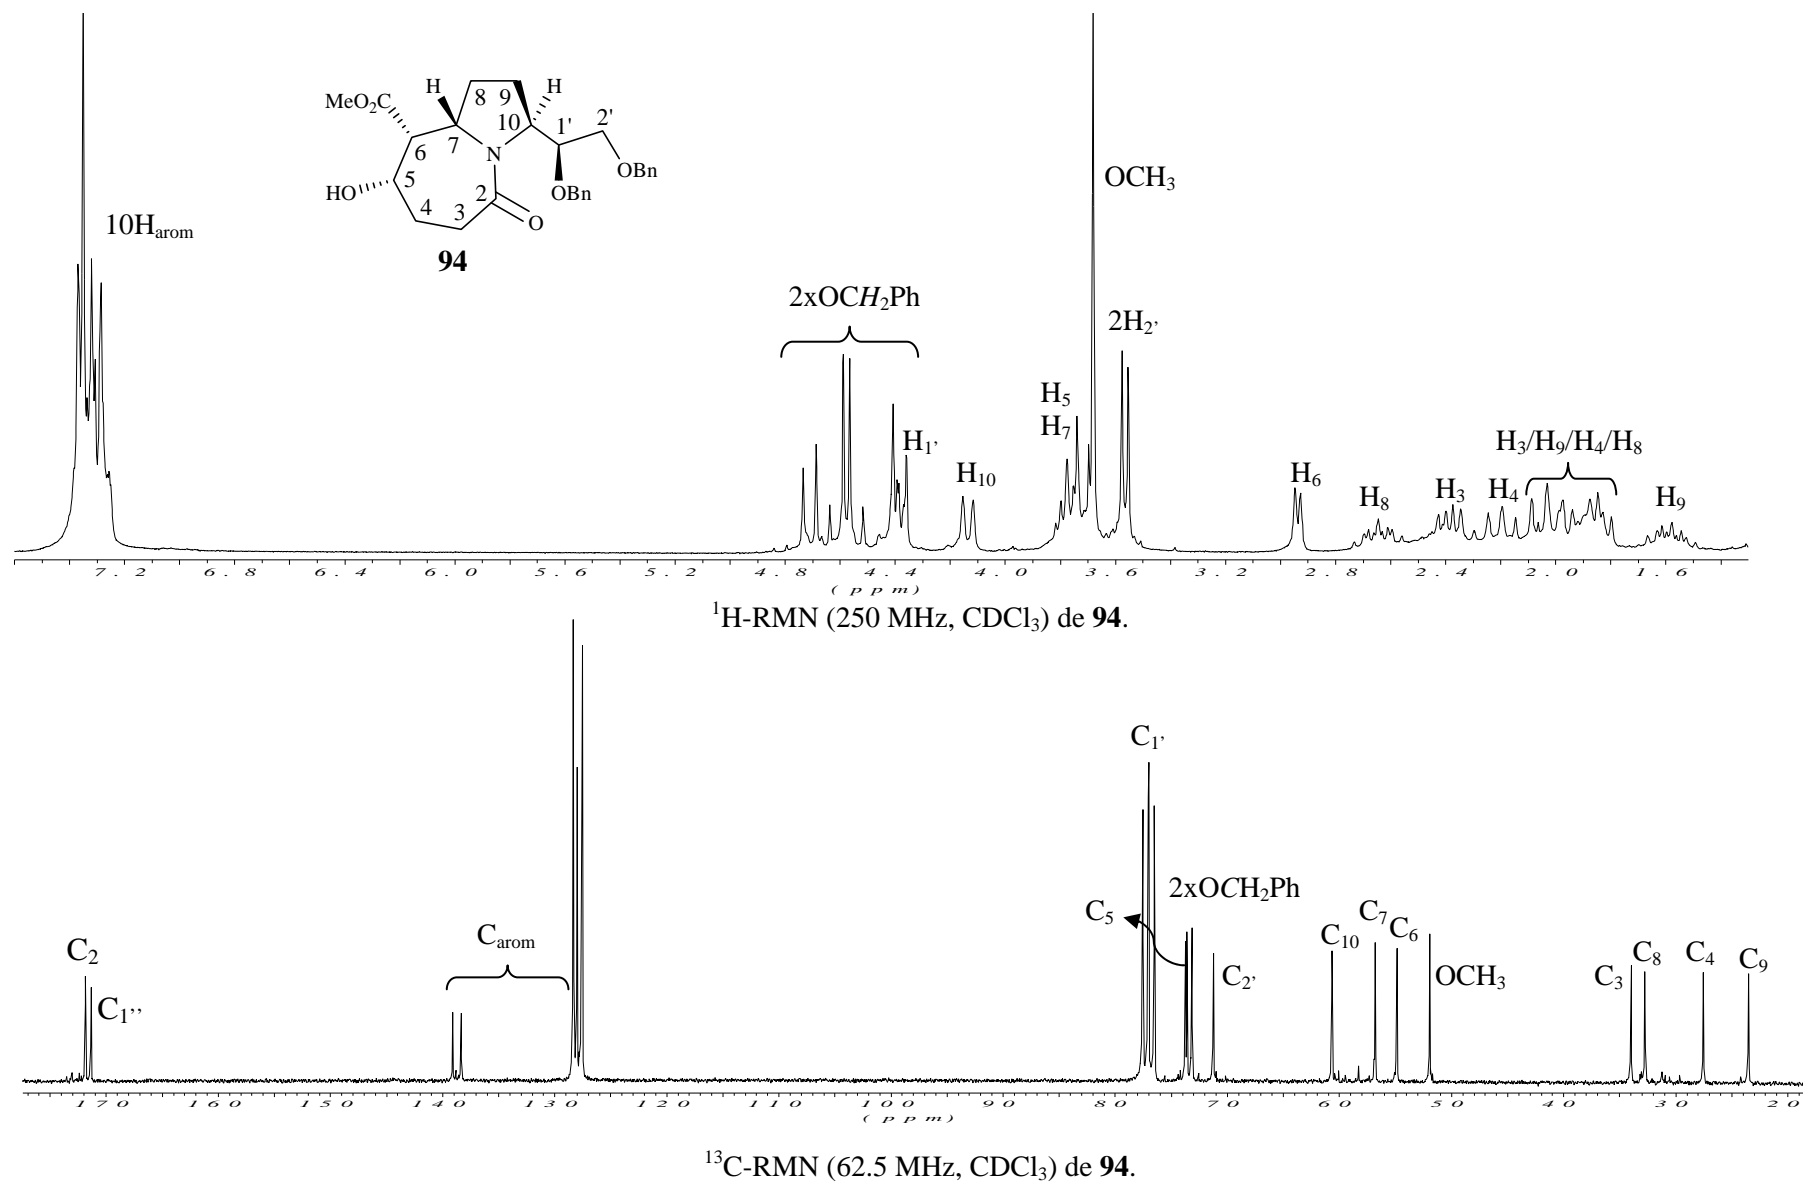 H
H
MeO₂C
8
9
2'
10
1'
6
7
N
OBn
HO
5
OBn
2
4
3
O
94
10Hₐᵣₒₘ
2xOCH₂Ph
OCH₃
2H₂’
H₅
H₇
H₁’
H₁₀
H₆
H₈
H₃
H₄
H₃/H₉/H₄/H₈
H₉
7.2 6.8 6.4 6.0 5.6 5.2 4.8 4.4 4.0 3.6 3.2 2.8 2.4 2.0 1.6
(ppm)
¹H-RMN (250 MHz, CDCl₃) de 94.
C₁’
2xOCH₂Ph
C₅
C₂
Cₐᵣₒₘ
C₁’’
C₂’
C₁₀
C₇
C₆
OCH₃
C₃
C₈
C₄
C₉
170 160 150 140 130 120 110 100 90 80 70 60 50 40 30 20
(ppm)
¹³C-RMN (62.5 MHz, CDCl₃) de 94.